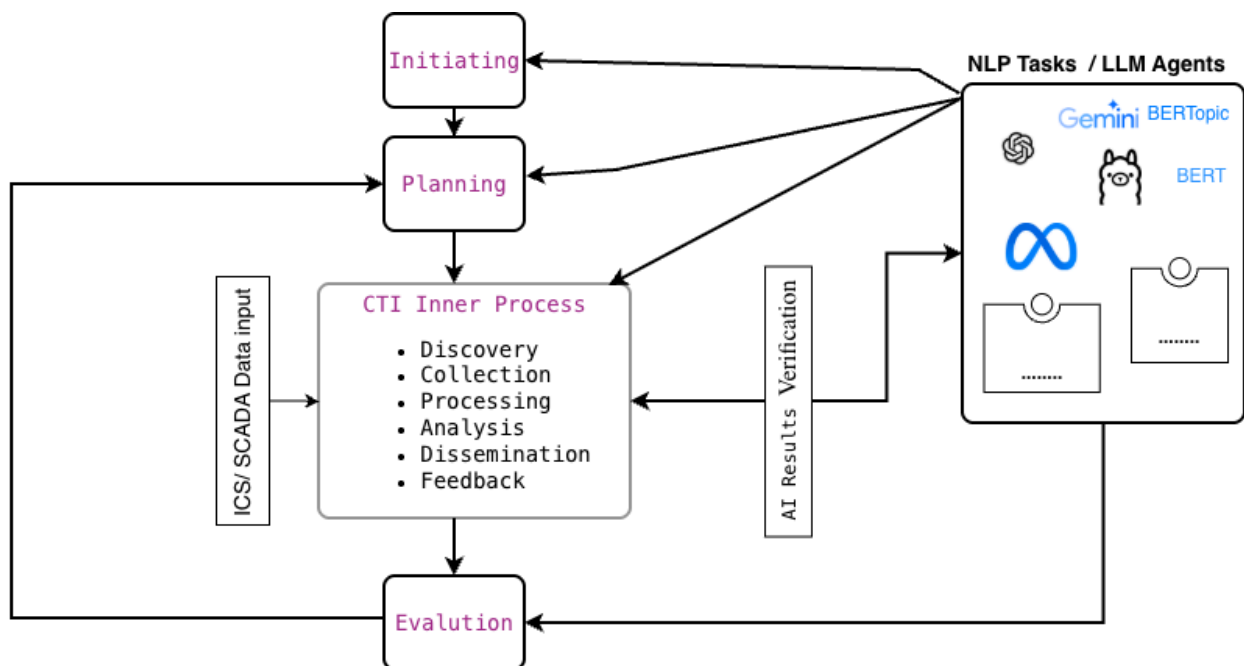 Initiating
NLP Tasks / LLM Agents
Gemini BERTopic
BERT
Planning
ICS/ SCADA Data input
CTI Inner Process
• Discovery
• Collection
• Processing
• Analysis
• Dissemination
• Feedback
AI Results Verification
........
........
Evalution